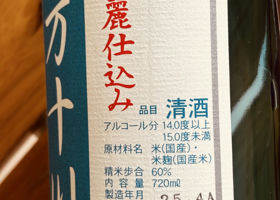 万十
麗仕込み
品目 清酒
アルコール分 14.0度以上
15.0度未満
原材料名 米(国産)・
米麹(国産米)
精米歩合 60%
内容量 720mℓ
製造年月